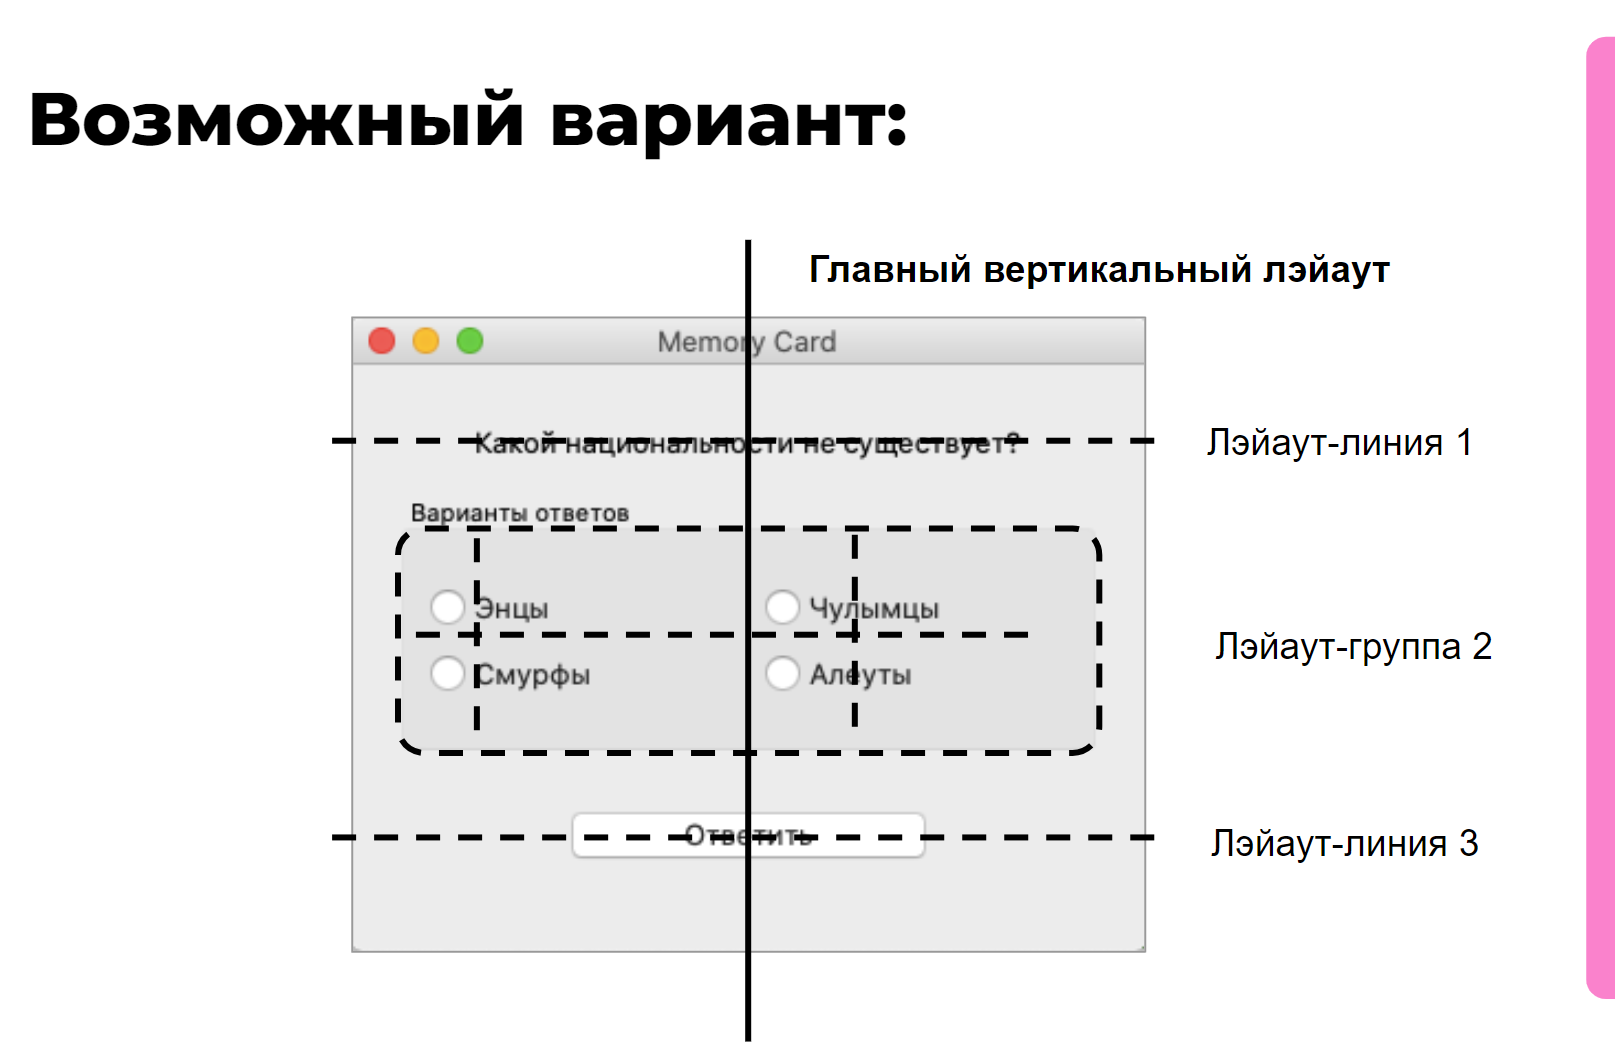 Возможный вариант:
Главный вертикальный лэйаут
Memory Card
Какой национальности не существует?
Лэйаут-линия 1
Варианты ответов
Энцы
Чулымцы
Лэйаут-группа 2
Смурфы
Алеуты
Ответить
Лэйаут-линия 3